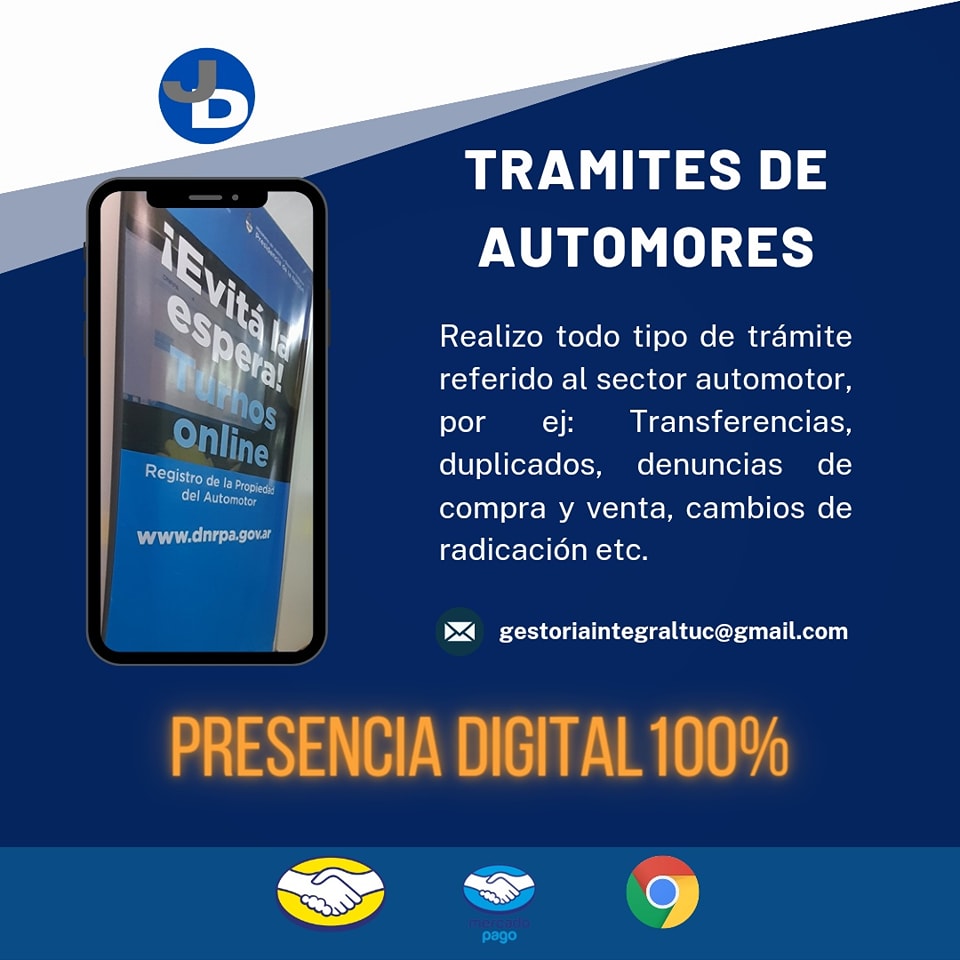 JD
TRAMITES DE
AUTOMORES
¡Evitá la
espera!
Turnos
online
Registro de la Propiedad
del Automotor
www.dnrpa.gov.ar
Realizo todo tipo de trámite
referido al sector automotor,
por ej: Transferencias,
duplicados, denuncias de
compra y venta, cambios de
radicación etc.
gestoriaintegraltuc@gmail.com
PRESENCIA DIGITAL 100%
mercado
pago